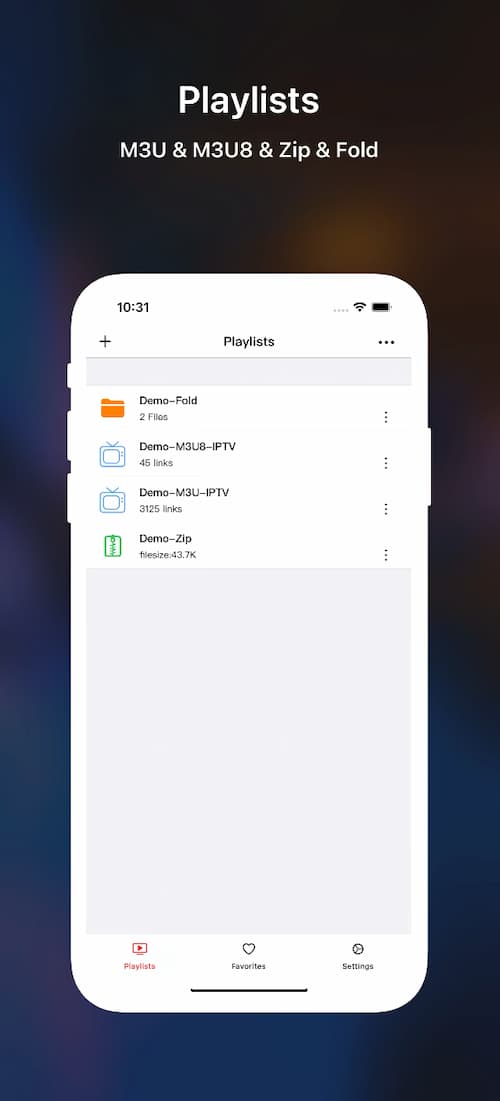 Playlists
M3U & M3U8 & Zip & Fold
10:31
Playlists
Demo-Fold
2 Files
Demo-M3U8-IPTV
45 links
Demo-M3U-IPTV
3125 links
Demo-Zip
filesize:43.7K
Playlists
Favorites
Settings